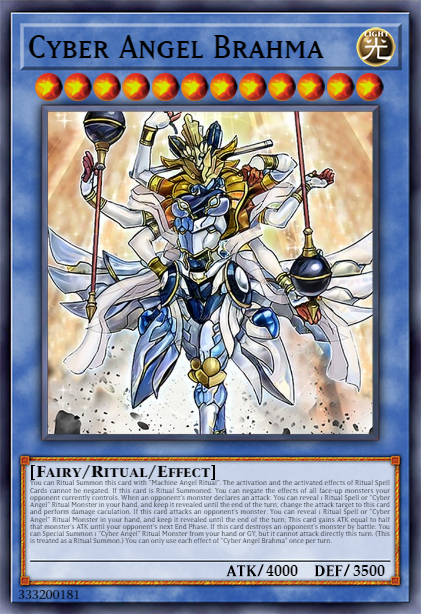 Cyber Angel Brahma
LIGHT
光
[Fairy/Ritual/Effect]
You can Ritual Summon this card with "Machine Angel Ritual". The activation and the activated effects of Ritual Spell
Cards cannot be negated. If this card is Ritual Summoned: You can negate the effects of all face-up monsters your
opponent currently controls. When an opponent's monster declares an attack: You can reveal 1 Ritual Spell or "Cyber
Angel" Ritual Monster in your hand, and keep it revealed until the end of the turn; change the attack target to this card
and perform damage caculation. If this card attacks an opponent's monster: You can reveal 1 Ritual Spell or "Cyber
Angel" Ritual Monster in your hand, and keep it revealed until the end of the turn. This card gains ATK equal to half
that monster's ATK until your opponent's next End Phase. If this card destroys an opponent's monster by battle: You
can Special Summon 1 "Cyber Angel" Ritual Monster from your hand or GY, but it cannot attack directly this turn. (This
is treated as a Ritual Summon.) You can only use each effect of "Cyber Angel Brahma" once per turn.
ATK/4000 DEF/3500
333200181